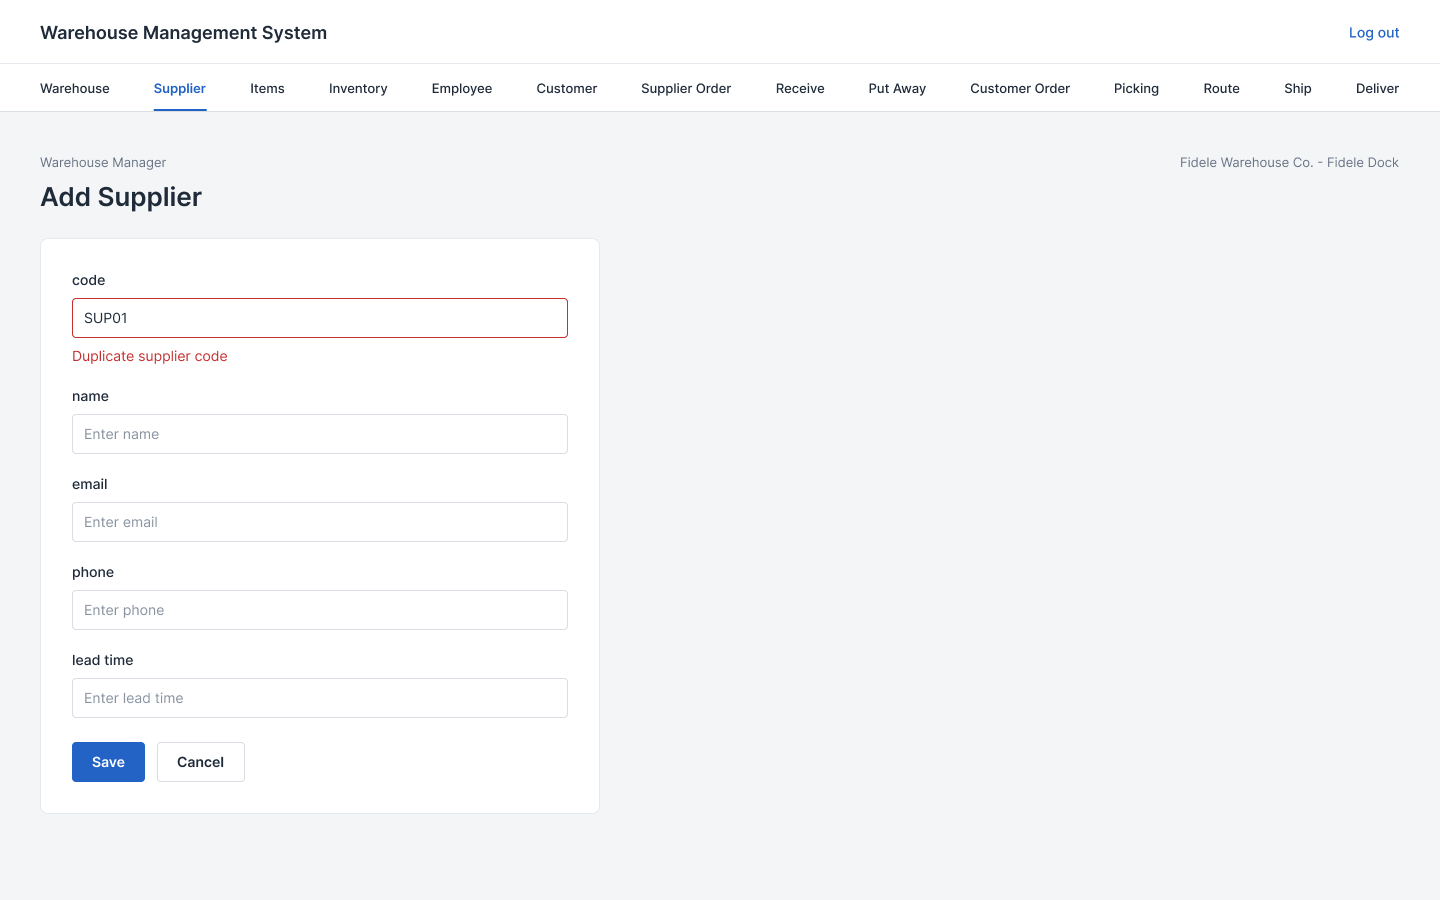 Warehouse Management System
Log out
Warehouse Supplier Items Inventory Employee Customer Supplier Order Receive Put Away Customer Order Picking Route Ship Deliver
Warehouse Manager
Fidele Warehouse Co. - Fidele Dock
Add Supplier
code
SUP01
Duplicate supplier code
name
Enter name
email
Enter email
phone
Enter phone
lead time
Enter lead time
Save Cancel